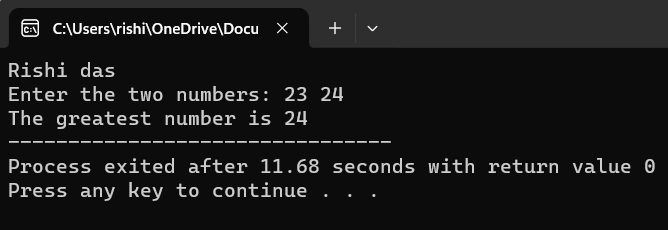 C:\Users\rishi\OneDrive\Docu
Rishi das
Enter the two numbers: 23 24
The greatest number is 24
--------------------------------
Process exited after 11.68 seconds with return value 0
Press any key to continue . . .